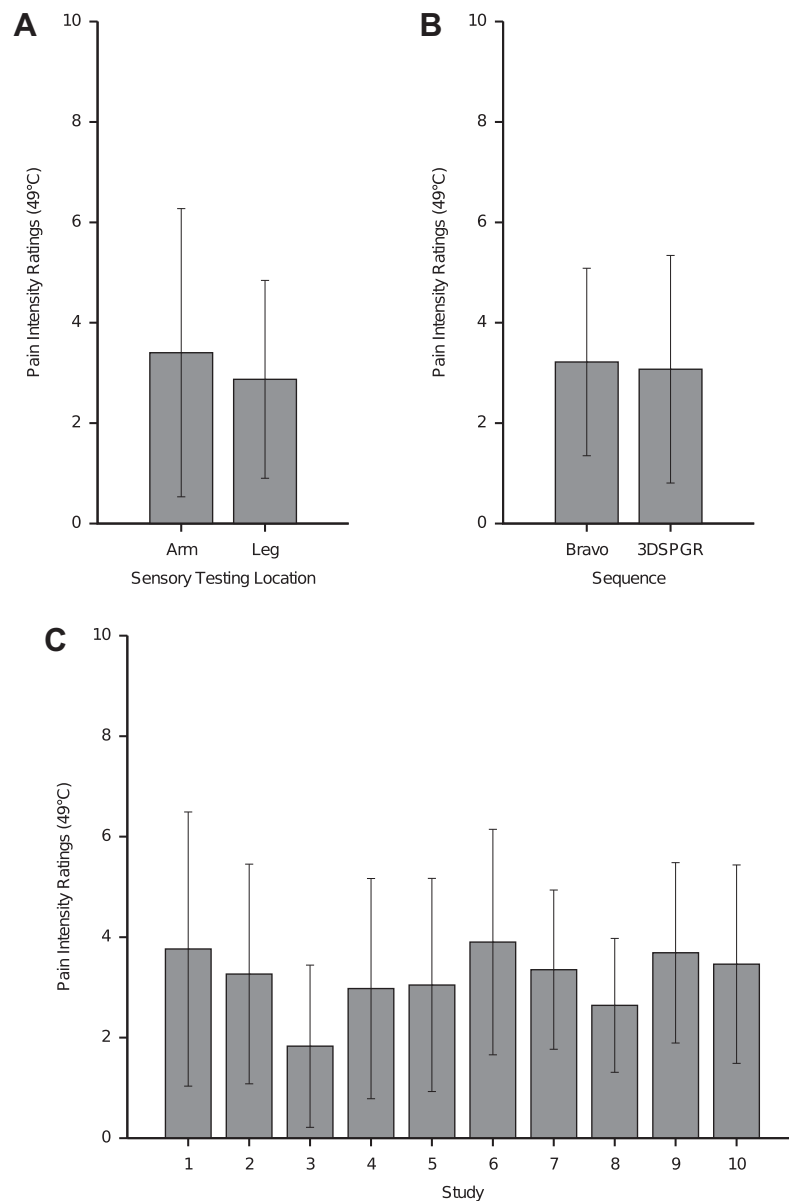 A
Pain Intensity Ratings (49°C)
10
8
6
4
2
0
Arm Leg
Sensory Testing Location
B
Pain Intensity Ratings (49°C)
10
8
6
4
2
0
Bravo 3DSPGR
Sequence
C
Pain Intensity Ratings (49°C)
10
8
6
4
2
0
1 2 3 4 5 6 7 8 9 10
Study